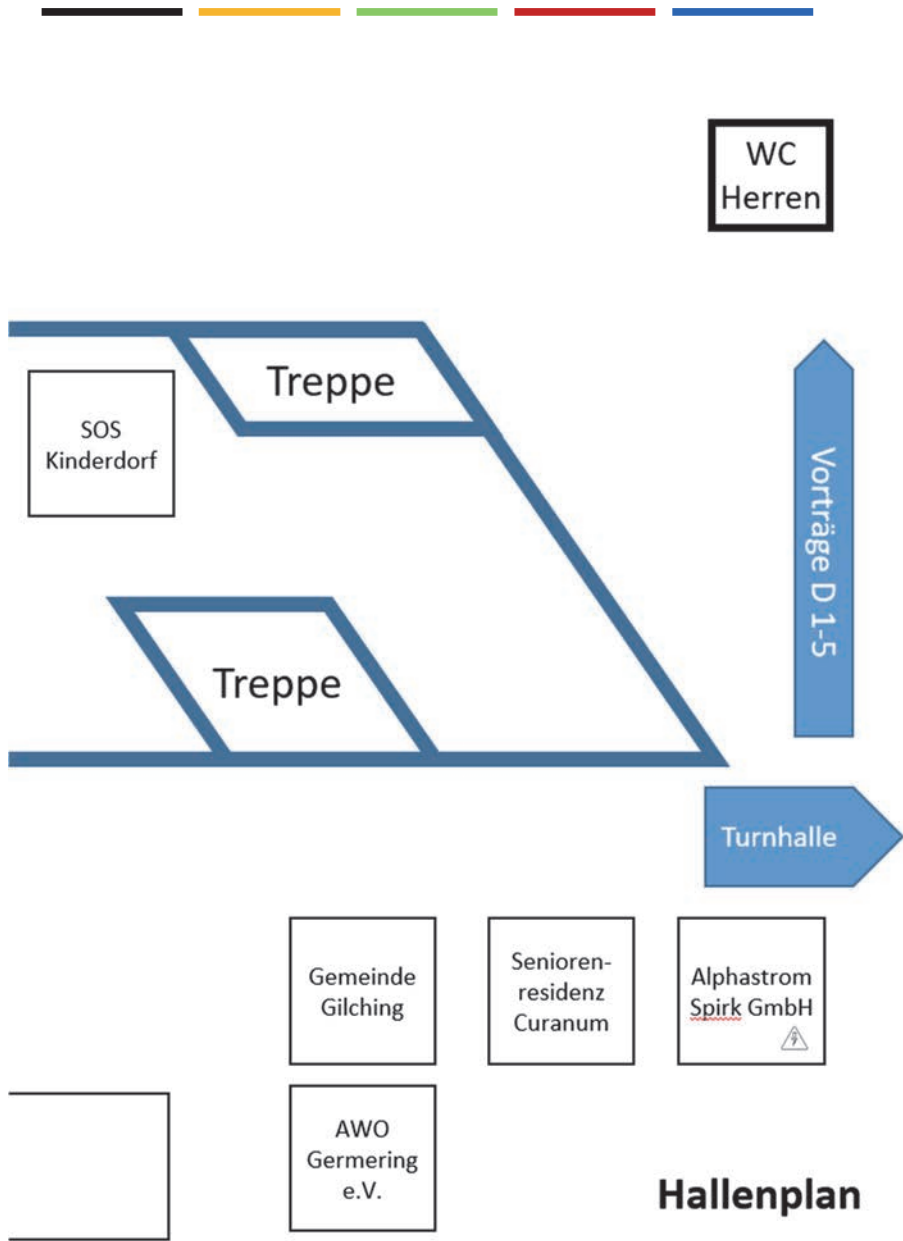 WC
Herren
Treppe
SOS
Kinderdorf
Vorträge D 1-5
Treppe
Turnhalle
Gemeinde
Gilching
Senioren-
residenz
Curanum
Alphastrom
Spirk GmbH
AWO
Germering
e.V.
Hallenplan